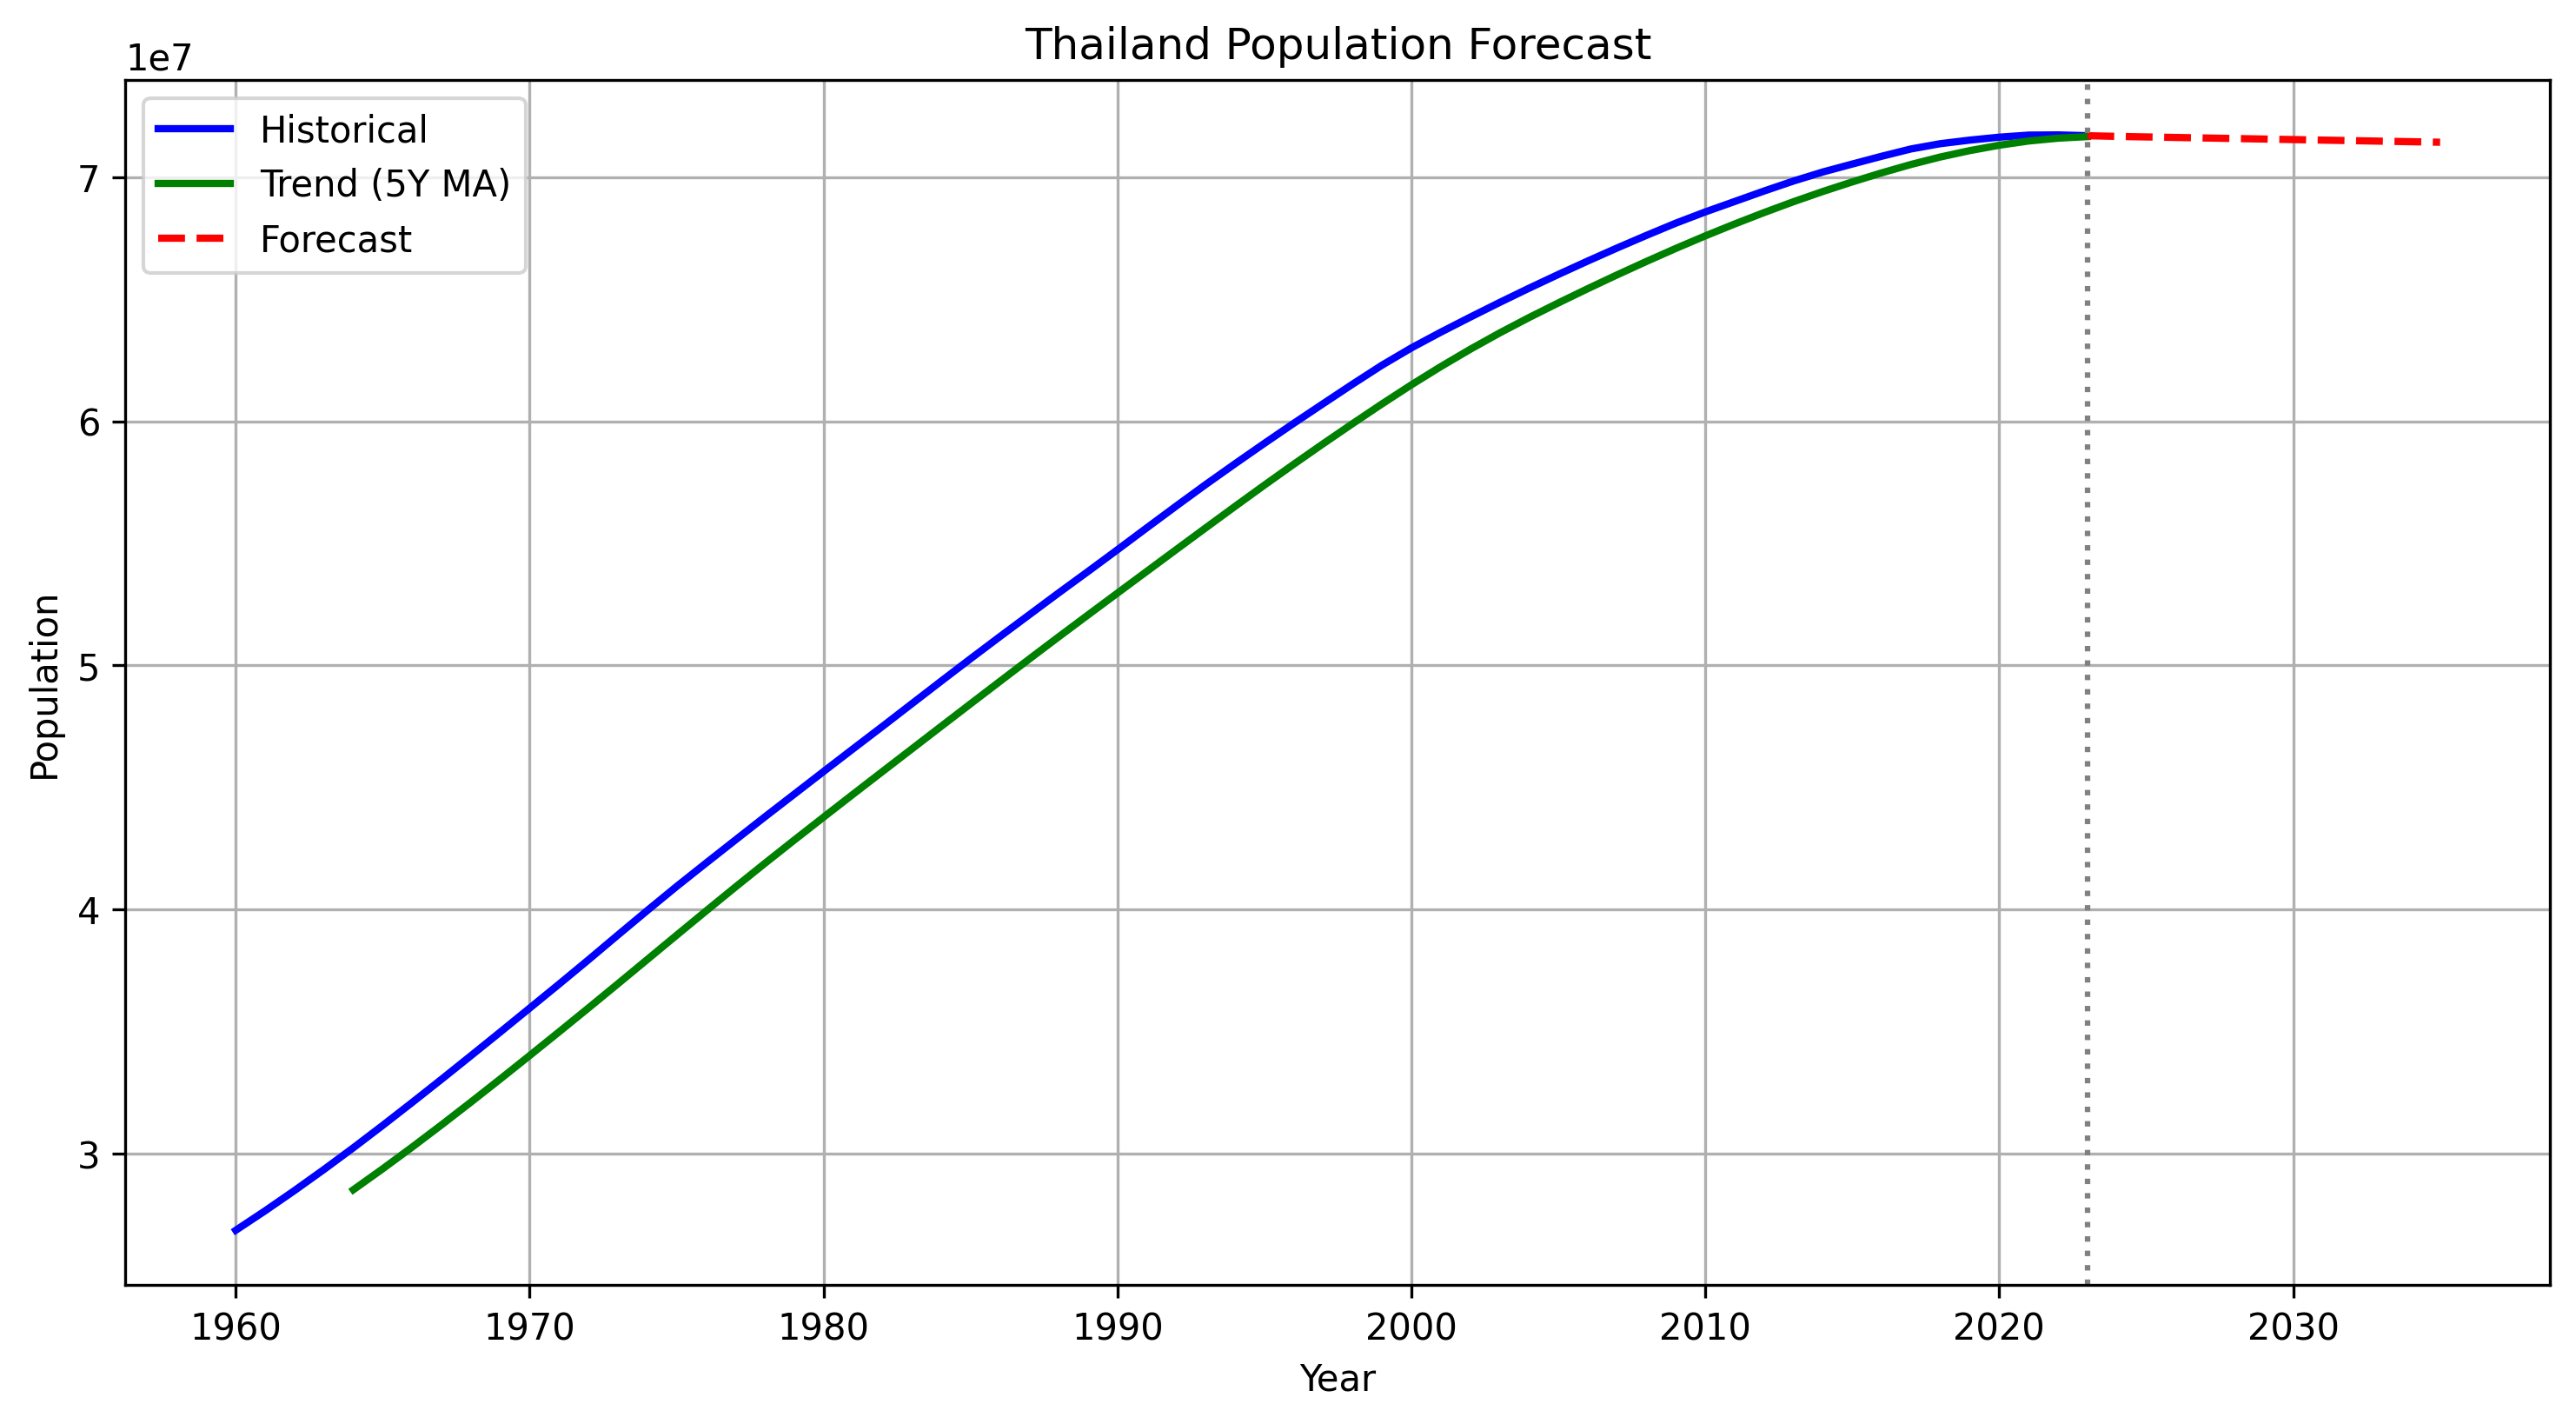 Thailand Population Forecast
1e7
Historical
Trend (5Y MA)
Forecast
7
6
5
4
3
Population
1960 1970 1980 1990 2000 2010 2020 2030
Year